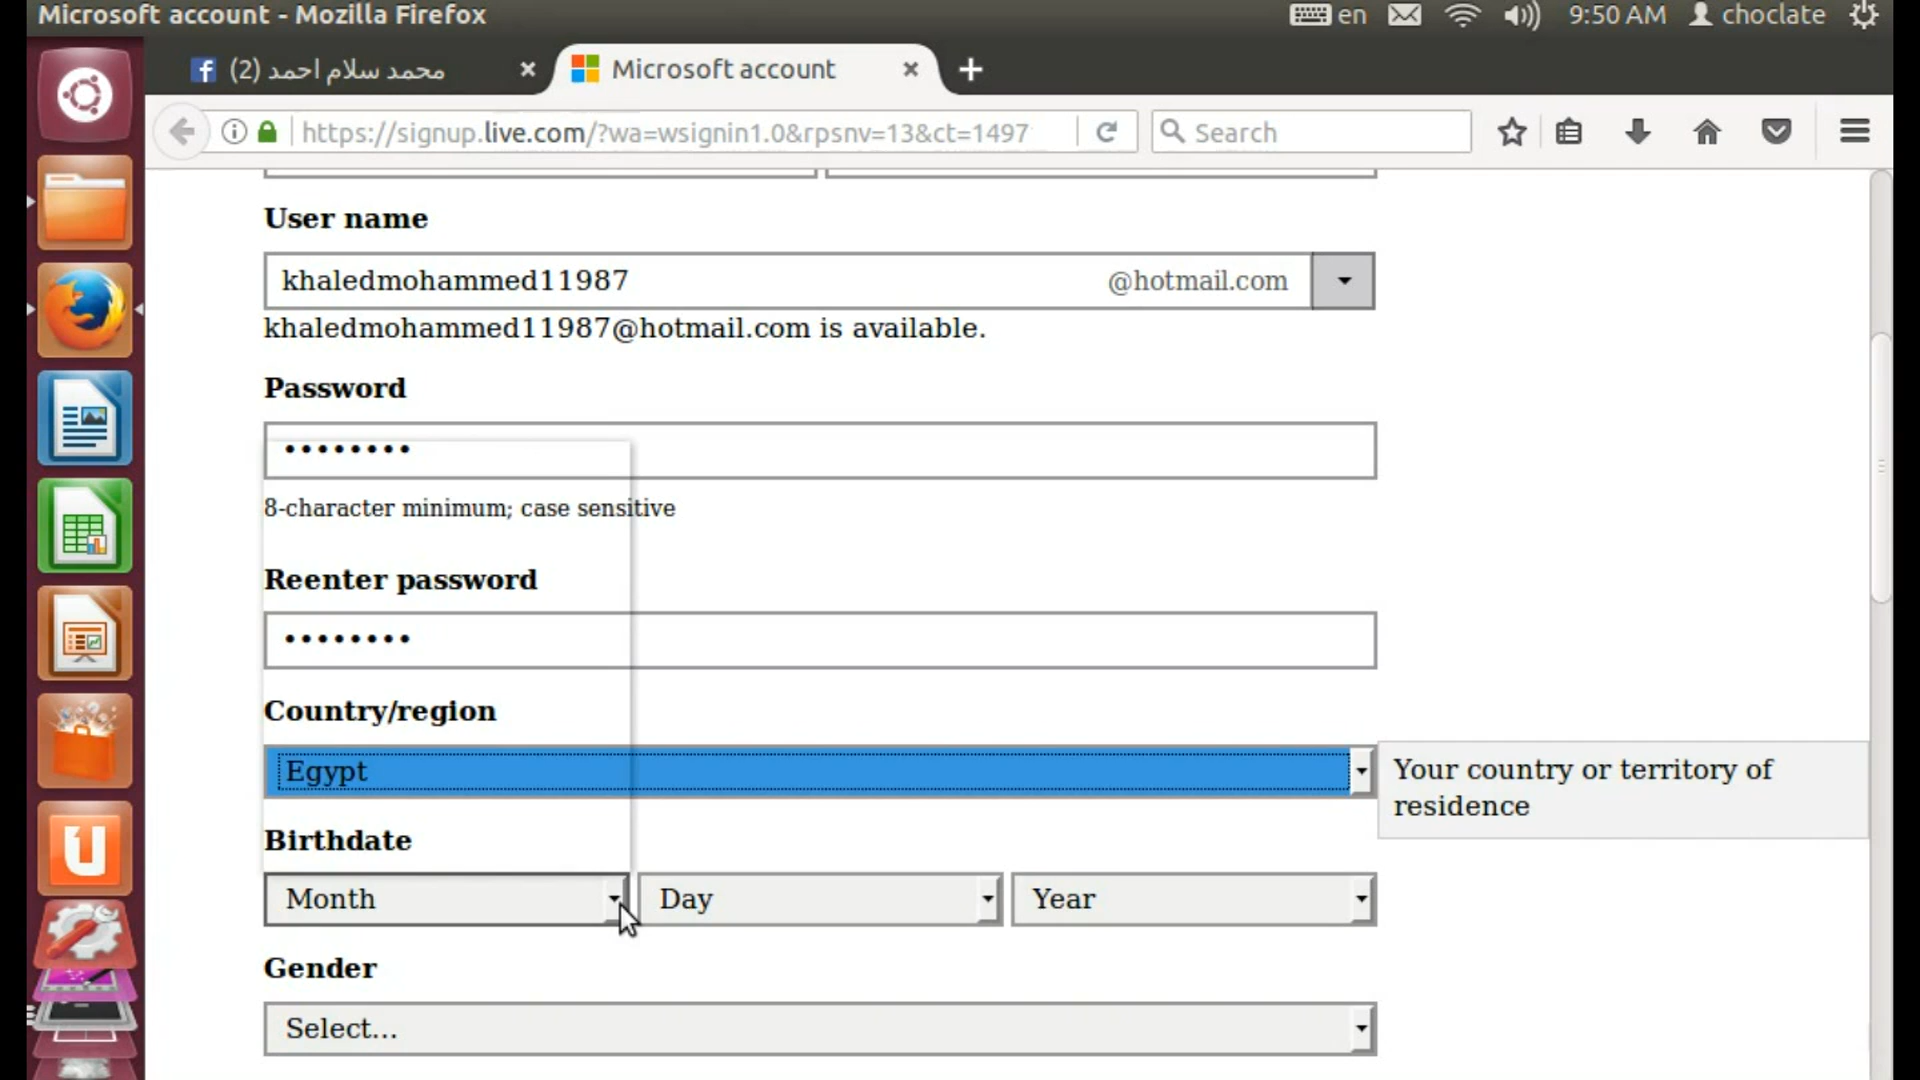 Microsoft account - Mozilla Firefox
en
9:50 AM
choclate
(2) محمد سلام احمد
Microsoft account
https://signup.live.com/?wa=wsignin1.0&rpsnv=13&ct=1497
Search
User name
khaledmohammed11987
@hotmail.com
khaledmohammed11987@hotmail.com is available.
Password
••••••••
8-character minimum; case sensitive
Reenter password
••••••••
Country/region
Egypt
Your country or territory of
residence
Birthdate
Month
Day
Year
Gender
Select...